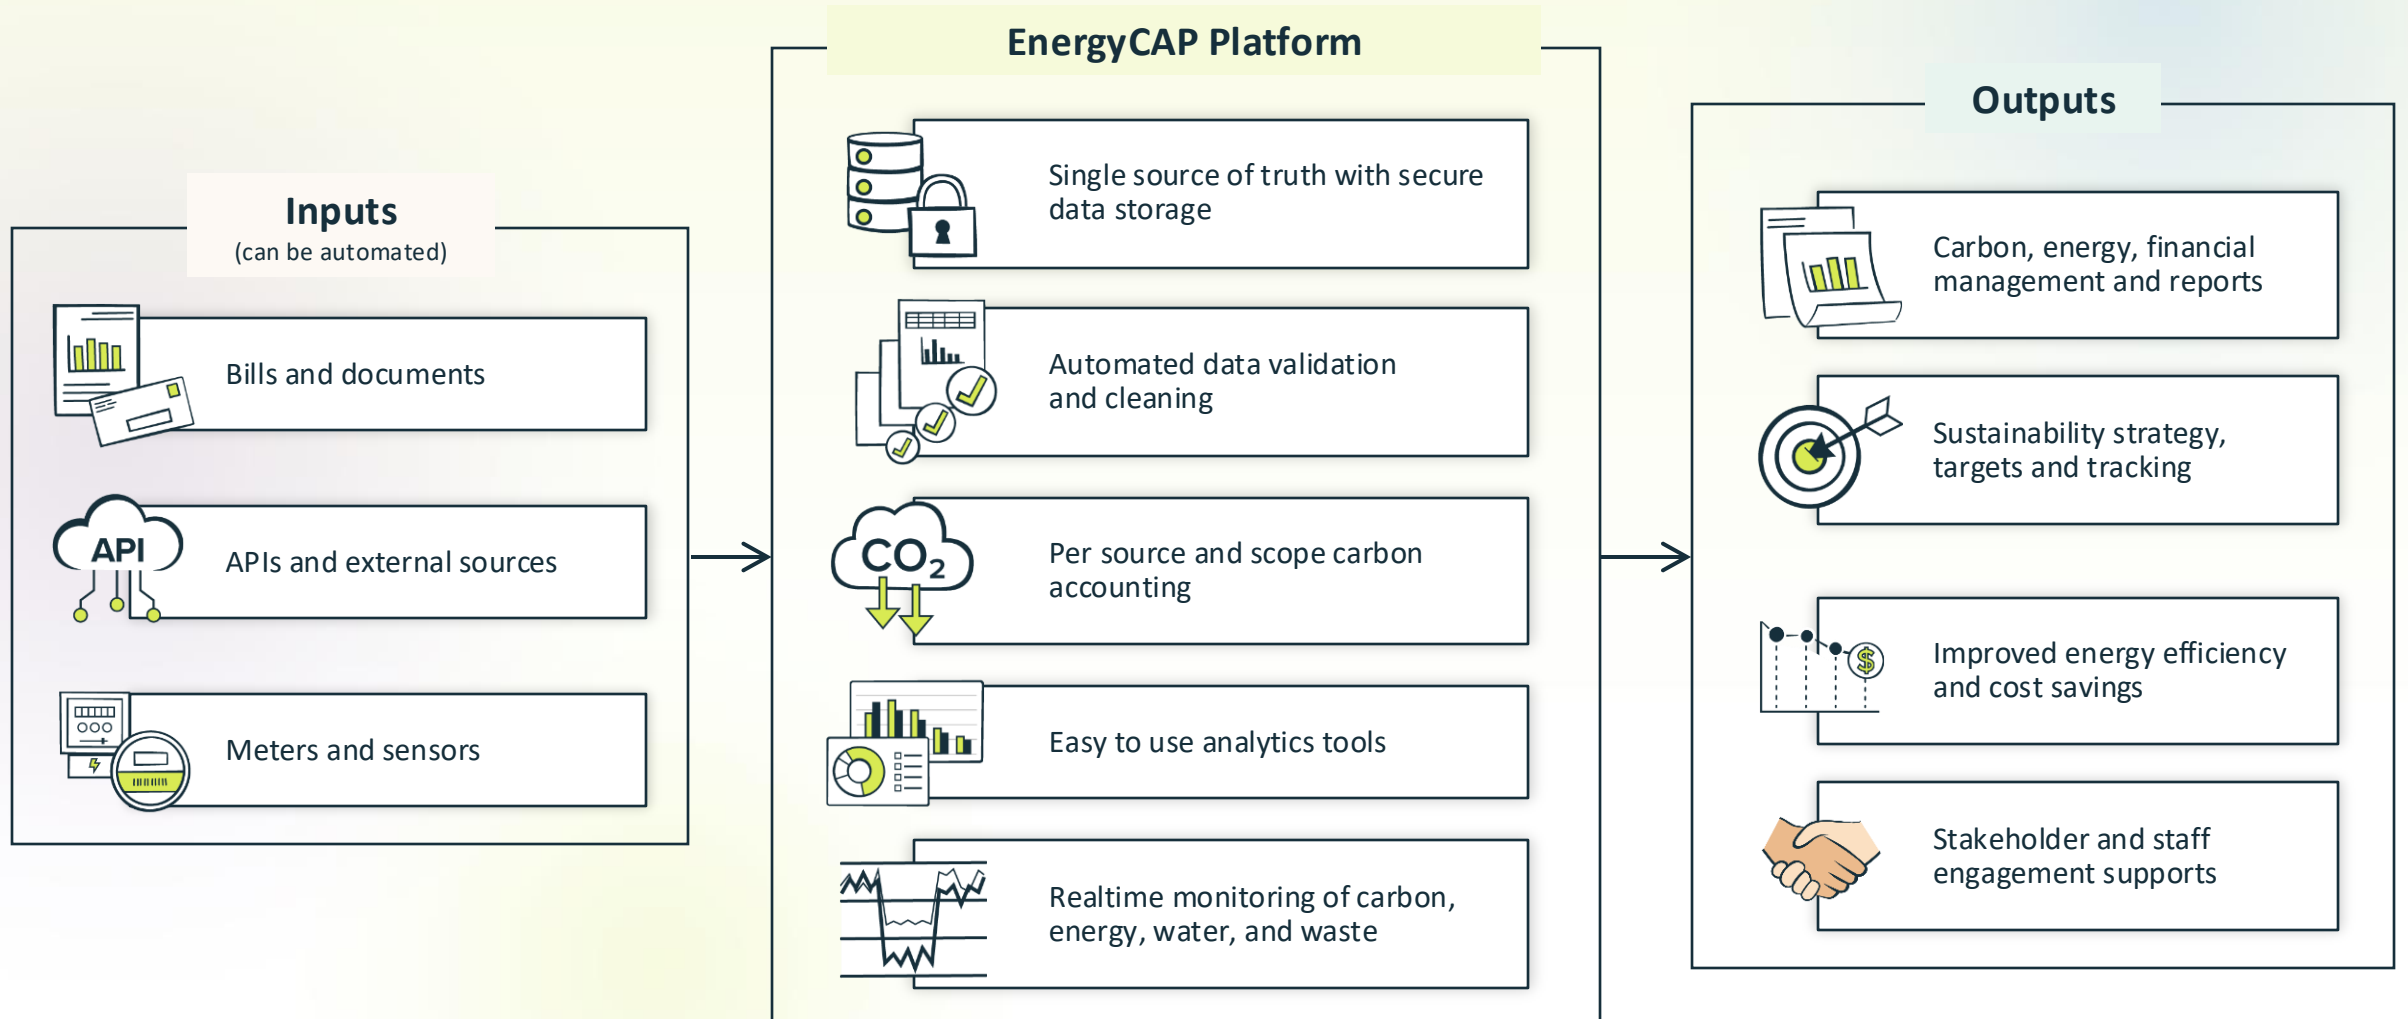 Inputs
(can be automated)
Bills and documents
API
APIs and external sources
Meters and sensors
EnergyCAP Platform
Single source of truth with secure
data storage
Automated data validation
and cleaning
CO₂
Per source and scope carbon
accounting
Easy to use analytics tools
Realtime monitoring of carbon,
energy, water, and waste
Outputs
Carbon, energy, financial
management and reports
Sustainability strategy,
targets and tracking
$
Improved energy efficiency
and cost savings
Stakeholder and staff
engagement supports